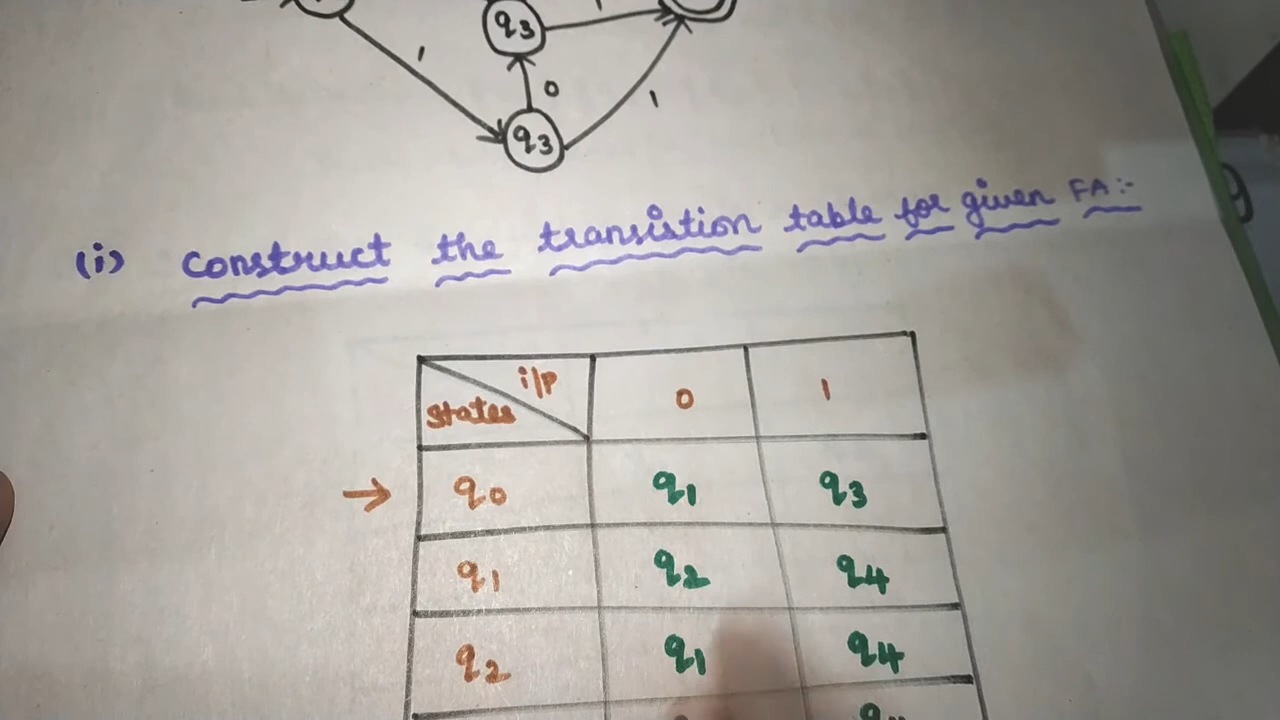 1
q3
0
1
q3
(i) construct the transistion table for given FA:-
i/p
states
0
1
→ q0 q1 q3
q1 q2 q4
q2 q1 q4